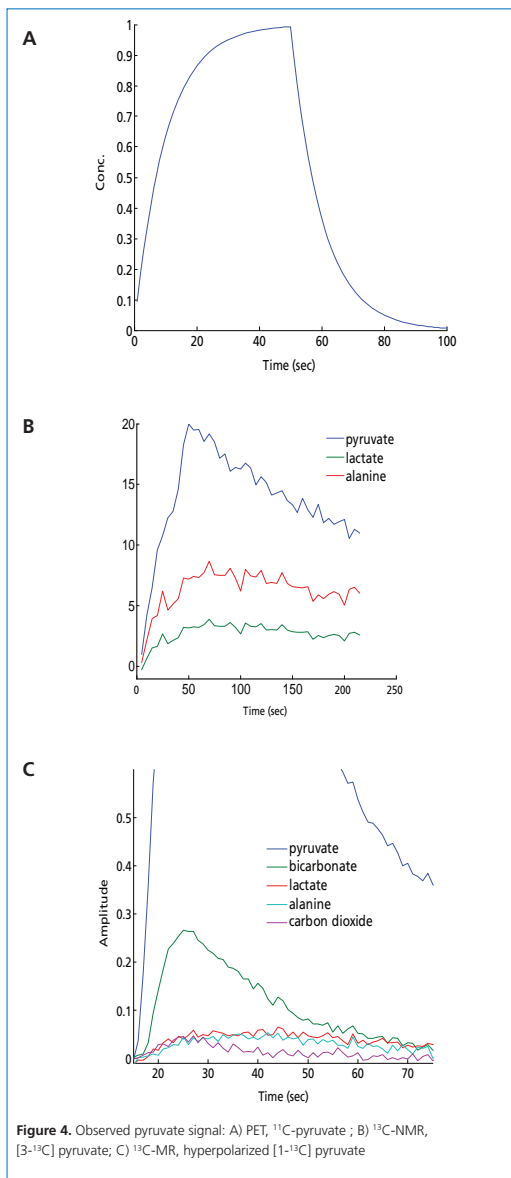 A
1
0.9
0.8
0.7
0.6
0.5
0.4
0.3
0.2
0.1
0
Conc.
0 20 40 60 80 100
Time (sec)
B
20
15
10
5
0
pyruvate
lactate
alanine
0 50 100 150 200 250
Time (sec)
C
0.5
0.4
0.3
0.2
0.1
0
Amplitude
pyruvate
bicarbonate
lactate
alanine
carbon dioxide
20 30 40 50 60 70
Time (sec)
Figure 4. Observed pyruvate signal: A) PET, ¹¹C-pyruvate ; B) ¹³C-NMR,
[3-¹³C] pyruvate; C) ¹³C-MR, hyperpolarized [1-¹³C] pyruvate